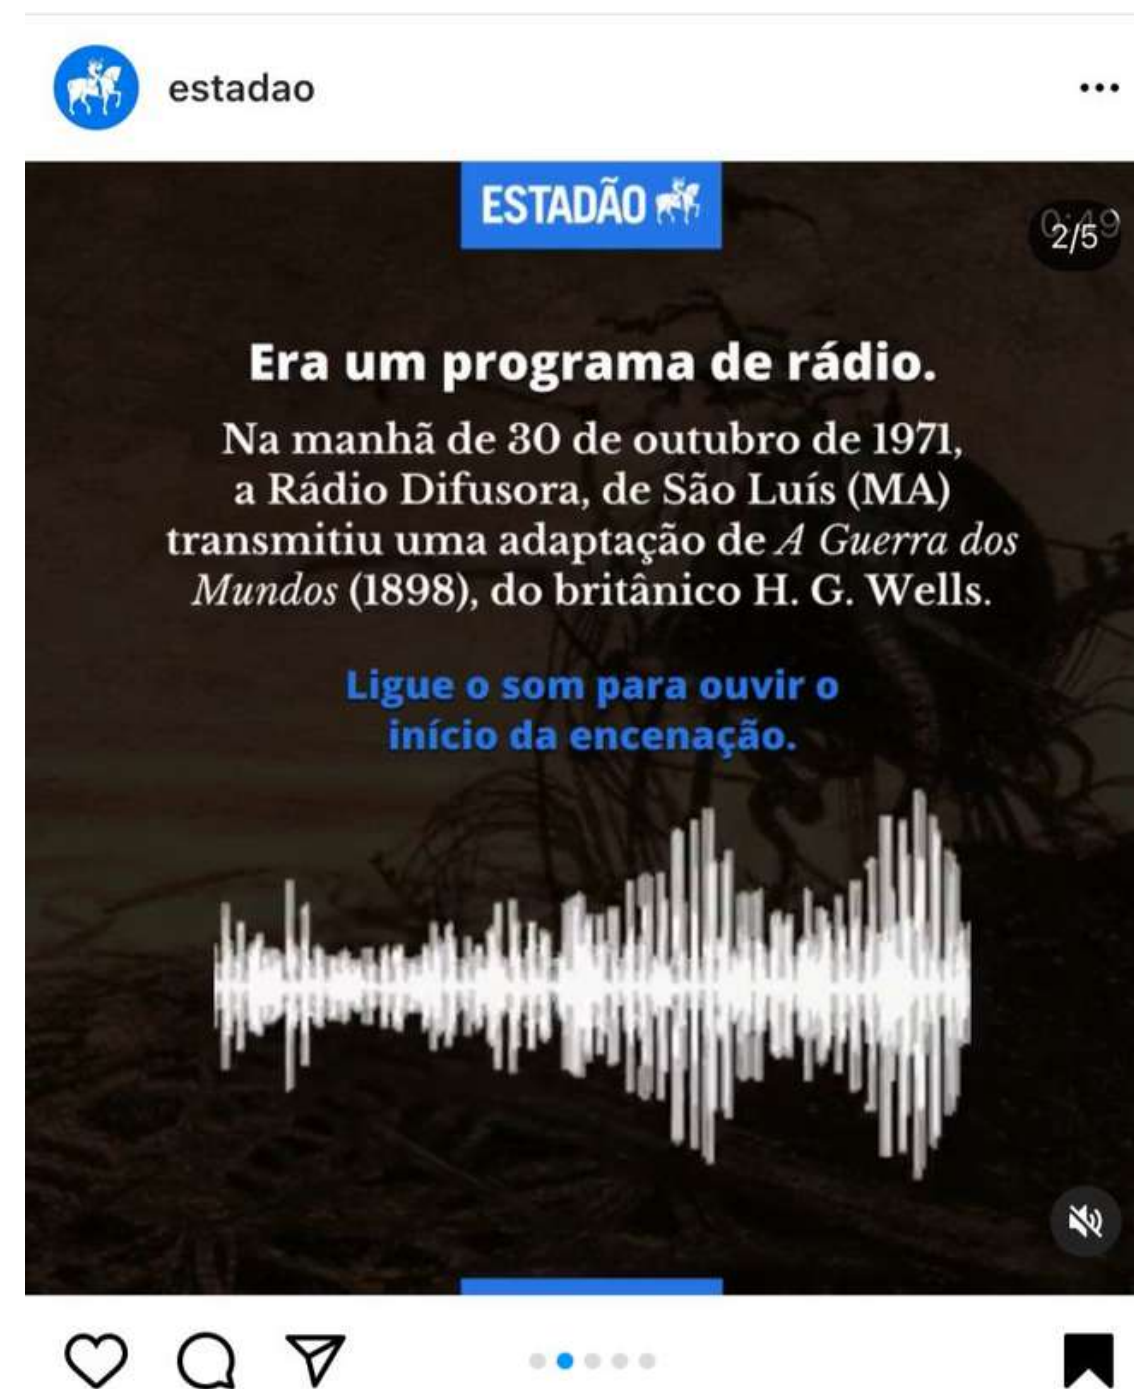 estadao
ESTADÃO
2/5
Era um programa de rádio.
Na manhã de 30 de outubro de 1971,
a Rádio Difusora, de São Luís (MA)
transmitiu uma adaptação de A Guerra dos
Mundos (1898), do britânico H. G. Wells.
Ligue o som para ouvir o
início da encenação.